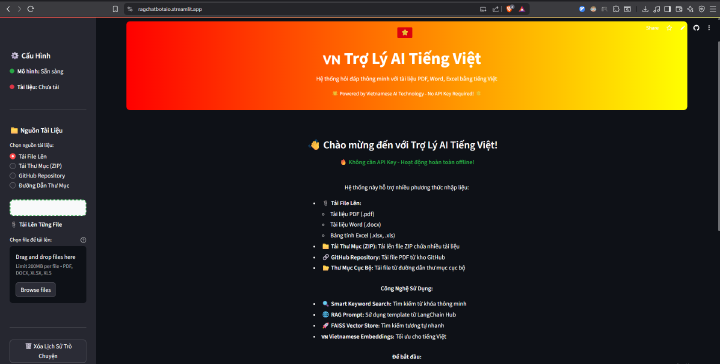 ragchatbotaio.streamlit.app
Share
Cấu Hình
Mô hình: Sẵn sàng
Tài liệu: Chưa tải
Nguồn Tài Liệu
Chọn nguồn tài liệu:
Tải File Lên
Tải Thư Mục (ZIP)
GitHub Repository
Đường Dẫn Thư Mục
Tải Lên Từng File
Chọn file để tải lên:
Drag and drop files here
Limit 200MB per file • PDF,
DOCX, XLSX, XLS
Browse files
Xóa Lịch Sử Trò
Chuyện
VN Trợ Lý AI Tiếng Việt
Hệ thống hỏi đáp thông minh với tài liệu PDF, Word, Excel bằng tiếng Việt
Powered by Vietnamese AI Technology - No API Key Required!
Chào mừng đến với Trợ Lý AI Tiếng Việt!
Không cần API Key - Hoạt động hoàn toàn offline!
Hệ thống này hỗ trợ nhiều phương thức nhập liệu:
Tải File Lên:
Tài liệu PDF (.pdf)
Tài liệu Word (.docx)
Bảng tính Excel (.xlsx, .xls)
Tải Thư Mục (ZIP): Tải lên file ZIP chứa nhiều tài liệu
GitHub Repository: Tải file PDF từ kho GitHub
Thư Mục Cục Bộ: Tải file từ đường dẫn thư mục cục bộ
Công Nghệ Sử Dụng:
Smart Keyword Search: Tìm kiếm từ khóa thông minh
RAG Prompt: Sử dụng template từ LangChain Hub
FAISS Vector Store: Tìm kiếm tương tự nhanh
VN Vietnamese Embeddings: Tối ưu cho tiếng Việt
Để bắt đầu: